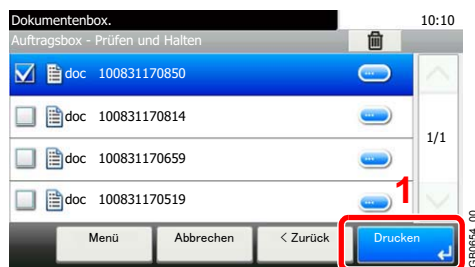 Dokumentenbox. 10:10
Auftragsbox - Prüfen und Halten
doc 100831170850
doc 100831170814
1/1
doc 100831170659
doc 100831170519
1
Menü Abbrechen < Zurück Drucken
GB0654_00